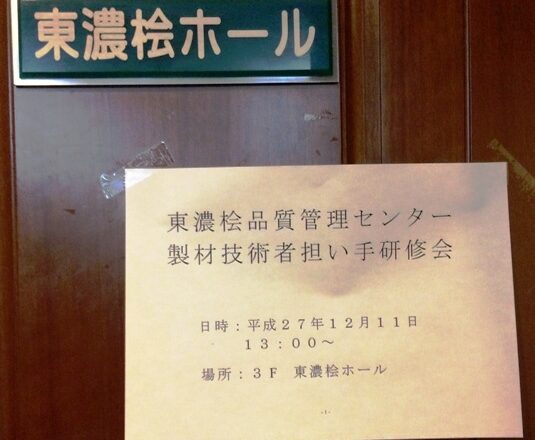 東濃桧ホール
東濃桧品質管理センター
製材技術者担い手研修会
日時：平成２７年１２月１１日
１３：００～
場所：３Ｆ　東濃桧ホール
-1-